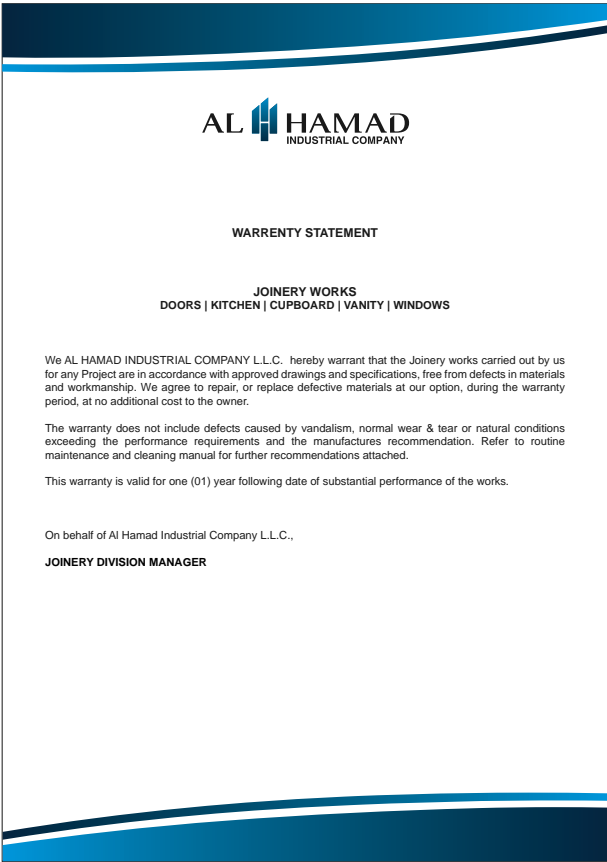 AL HAMAD
INDUSTRIAL COMPANY
WARRENTY STATEMENT
JOINERY WORKS
DOORS | KITCHEN | CUPBOARD | VANITY | WINDOWS
We AL HAMAD INDUSTRIAL COMPANY L.L.C. hereby warrant that the Joinery works carried out by us
for any Project are in accordance with approved drawings and specifications, free from defects in materials
and workmanship. We agree to repair, or replace defective materials at our option, during the warranty
period, at no additional cost to the owner.
The warranty does not include defects caused by vandalism, normal wear & tear or natural conditions
exceeding the performance requirements and the manufactures recommendation. Refer to routine
maintenance and cleaning manual for further recommendations attached.
This warranty is valid for one (01) year following date of substantial performance of the works.
On behalf of Al Hamad Industrial Company L.L.C.,
JOINERY DIVISION MANAGER